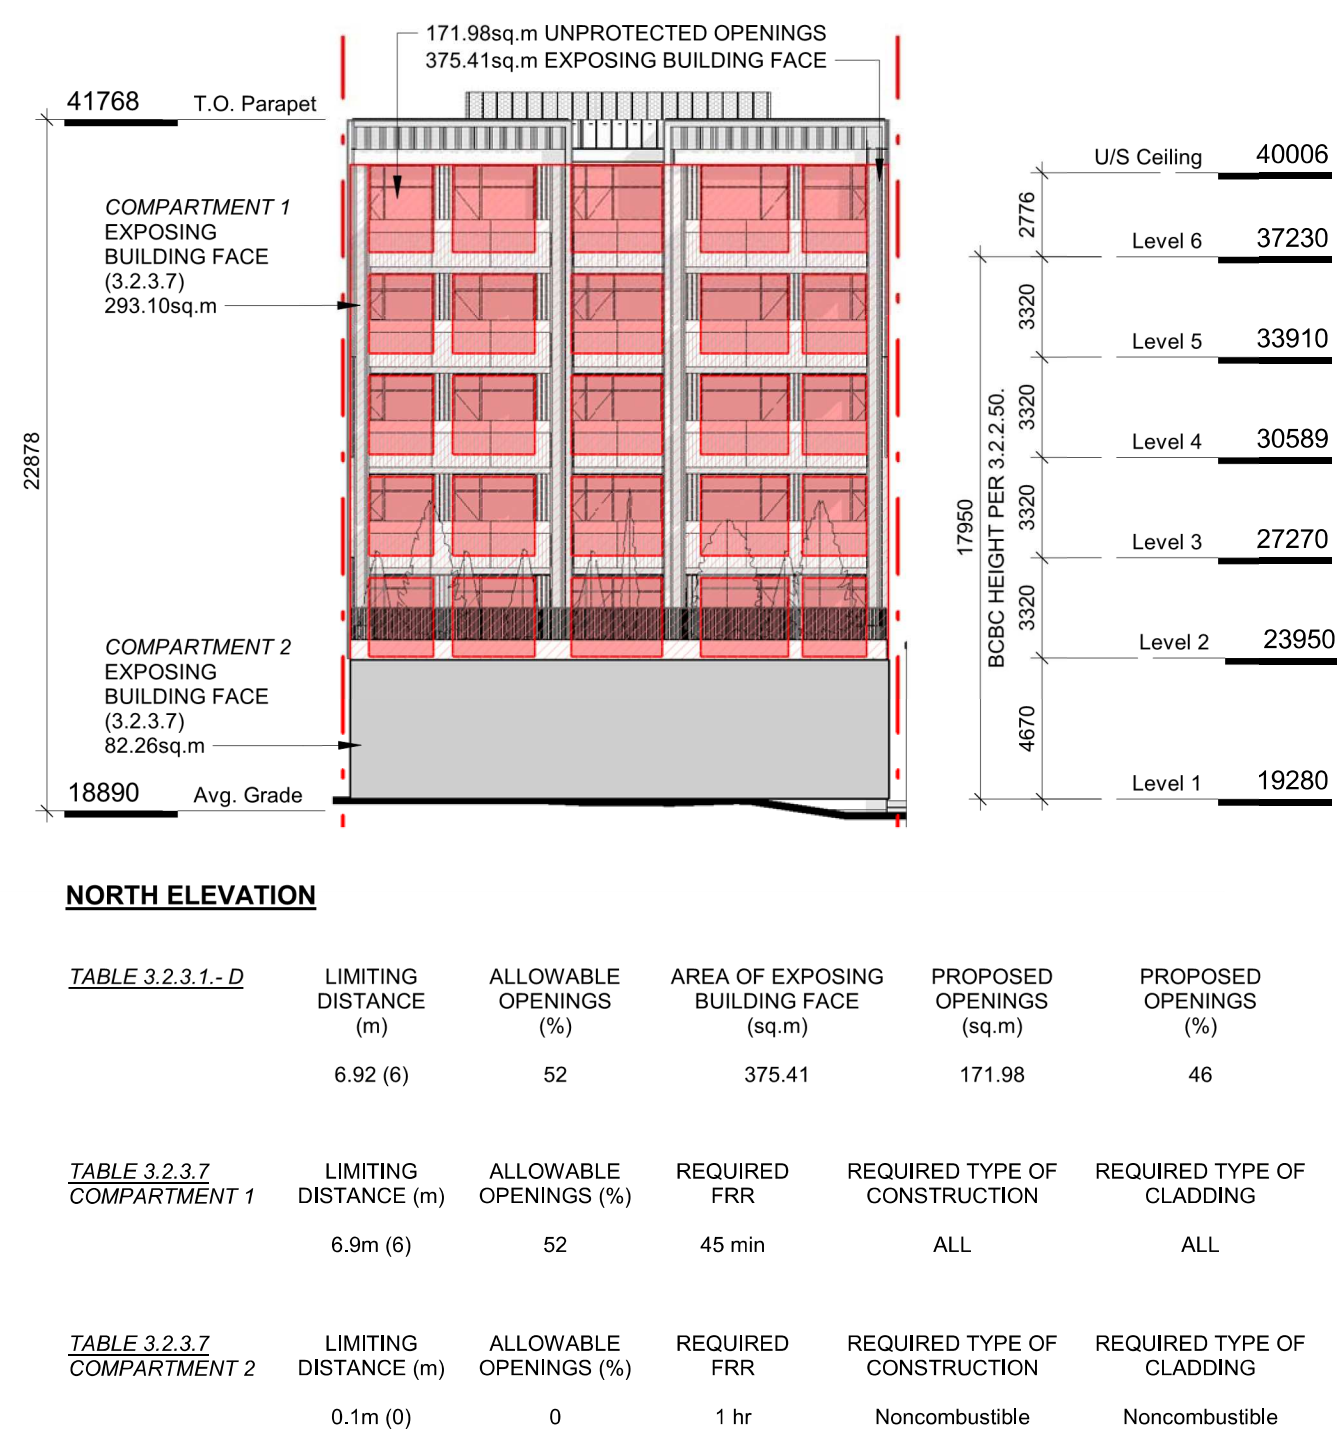 171.98sq.m UNPROTECTED OPENINGS
375.41sq.m EXPOSING BUILDING FACE
41768 T.O. Parapet
U/S Ceiling 40006
COMPARTMENT 1
EXPOSING
BUILDING FACE
(3.2.3.7)
293.10sq.m
2776
Level 6 37230
3320
Level 5 33910
3320
Level 4 30589
22878
17950
BCBC HEIGHT PER 3.2.2.50.
3320
Level 3 27270
3320
Level 2 23950
COMPARTMENT 2
EXPOSING
BUILDING FACE
(3.2.3.7)
82.26sq.m
4670
Level 1 19280
18890 Avg. Grade
NORTH ELEVATION
TABLE 3.2.3.1.- D LIMITING ALLOWABLE AREA OF EXPOSING PROPOSED PROPOSED
DISTANCE OPENINGS BUILDING FACE OPENINGS OPENINGS
(m) (%) (sq.m) (sq.m) (%)
6.92 (6) 52 375.41 171.98 46
TABLE 3.2.3.7 LIMITING ALLOWABLE REQUIRED REQUIRED TYPE OF REQUIRED TYPE OF
COMPARTMENT 1 DISTANCE (m) OPENINGS (%) FRR CONSTRUCTION CLADDING
6.9m (6) 52 45 min ALL ALL
TABLE 3.2.3.7 LIMITING ALLOWABLE REQUIRED REQUIRED TYPE OF REQUIRED TYPE OF
COMPARTMENT 2 DISTANCE (m) OPENINGS (%) FRR CONSTRUCTION CLADDING
0.1m (0) 0 1 hr Noncombustible Noncombustible